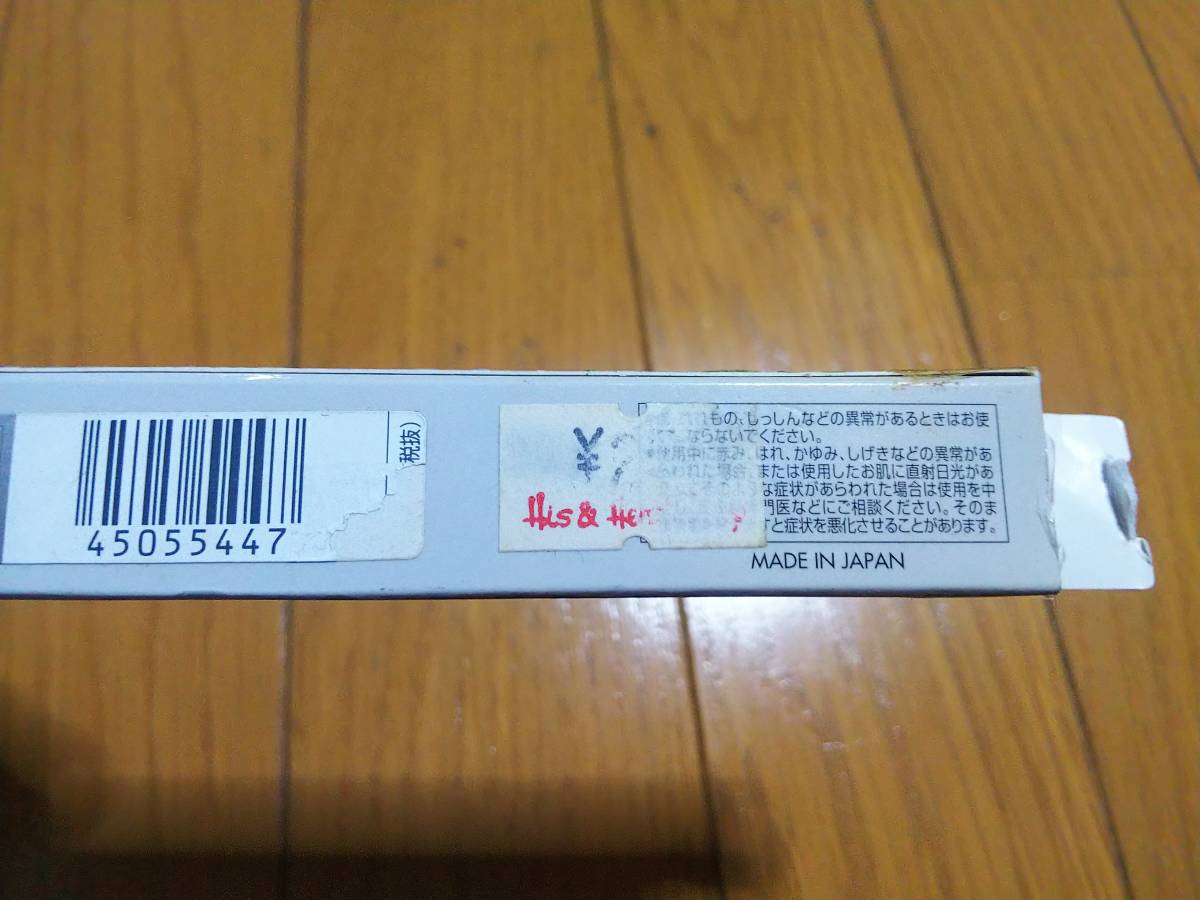 税抜)
45055447
¥
His & Her
れもの、しっしんなどの異常があるときはお使
ならないでください。
使用中に赤み、はれ、かゆみ、しげきなどの異常があ
らわれた場合、または使用したお肌に直射日光があ
な症状があらわれた場合は使用を中
門医などにご相談ください。そのま
すと症状を悪化させることがあります。
MADE IN JAPAN